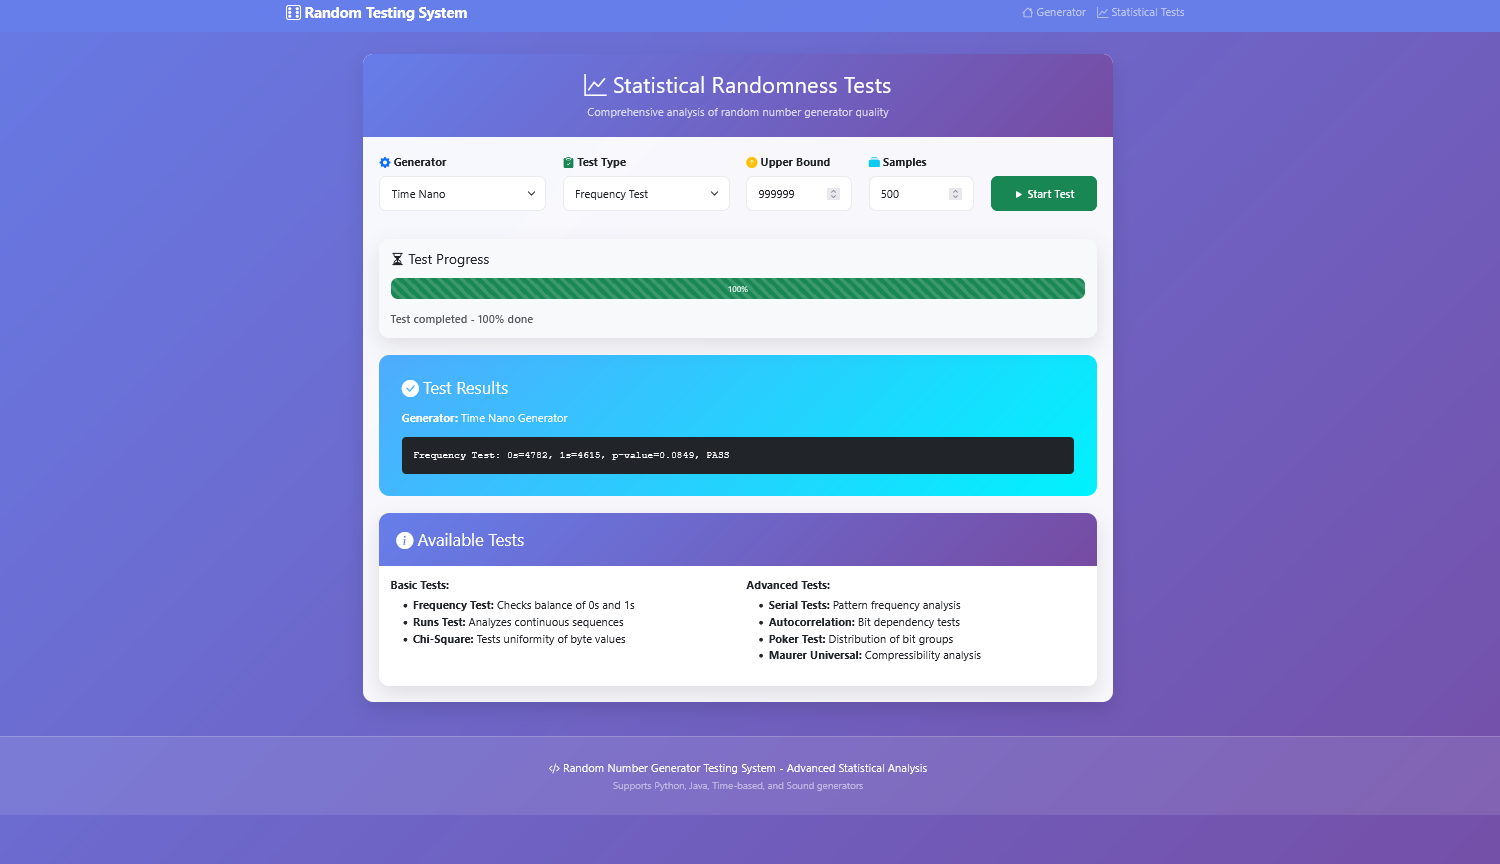 Random Testing System
Generator
Statistical Tests
Statistical Randomness Tests
Comprehensive analysis of random number generator quality
Generator
Test Type
Upper Bound
Samples
Time Nano
Frequency Test
999999
500
Start Test
Test Progress
100%
Test completed - 100% done
Test Results
Generator: Time Nano Generator
Frequency Test: 0s=4782, 1s=4615, p-value=0.0849, PASS
Available Tests
Basic Tests:
Frequency Test: Checks balance of 0s and 1s
Runs Test: Analyzes continuous sequences
Chi-Square: Tests uniformity of byte values
Advanced Tests:
Serial Tests: Pattern frequency analysis
Autocorrelation: Bit dependency tests
Poker Test: Distribution of bit groups
Maurer Universal: Compressibility analysis
Random Number Generator Testing System - Advanced Statistical Analysis
Supports Python, Java, Time-based, and Sound generators